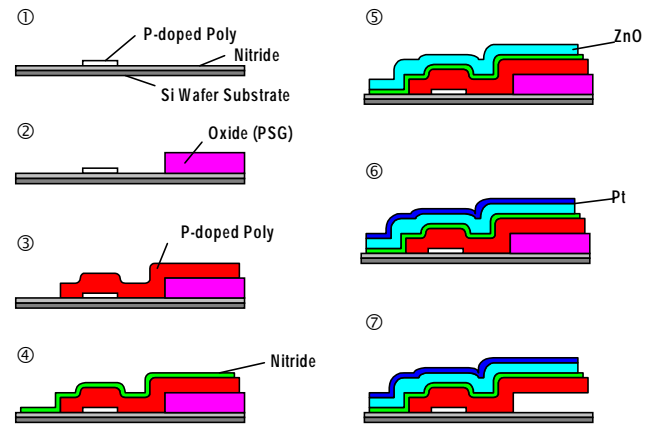 ①
P-doped Poly
Nitride
Si Wafer Substrate
②
Oxide (PSG)
③
P-doped Poly
④
Nitride
⑤
ZnO
⑥
Pt
⑦